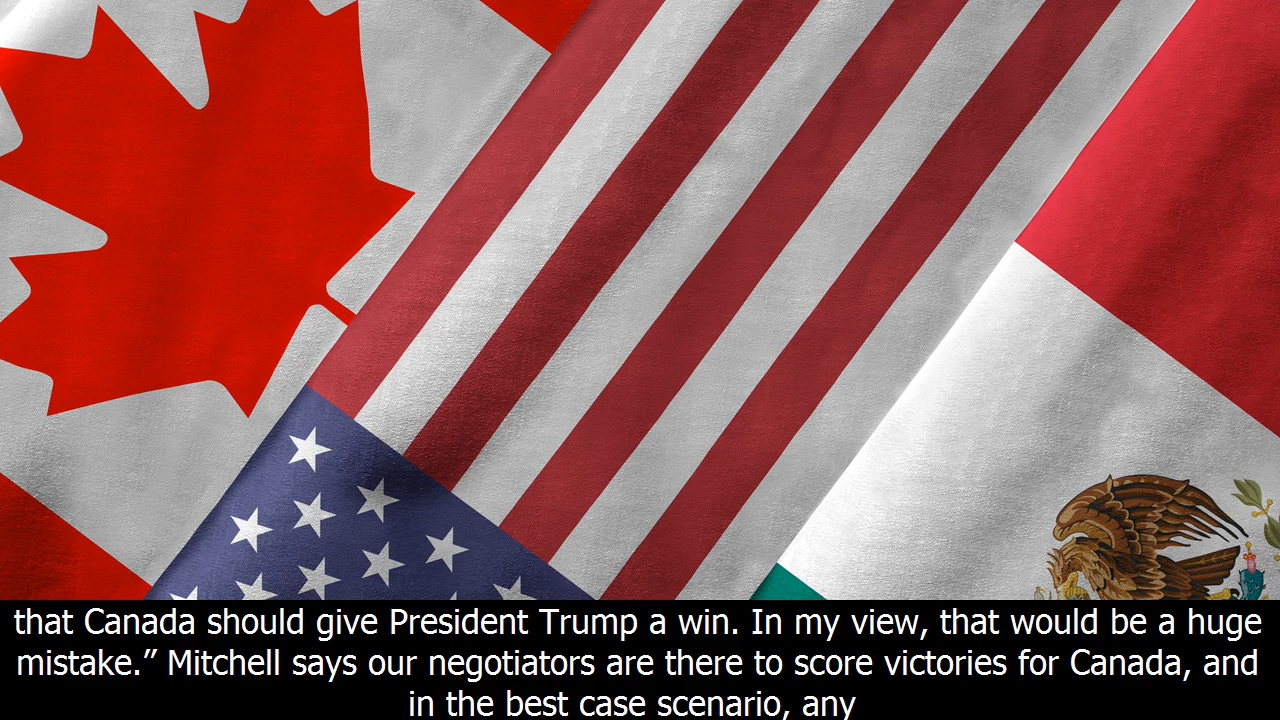 that Canada should give President Trump a win. In my view, that would be a huge
mistake.” Mitchell says our negotiators are there to score victories for Canada, and
in the best case scenario, any